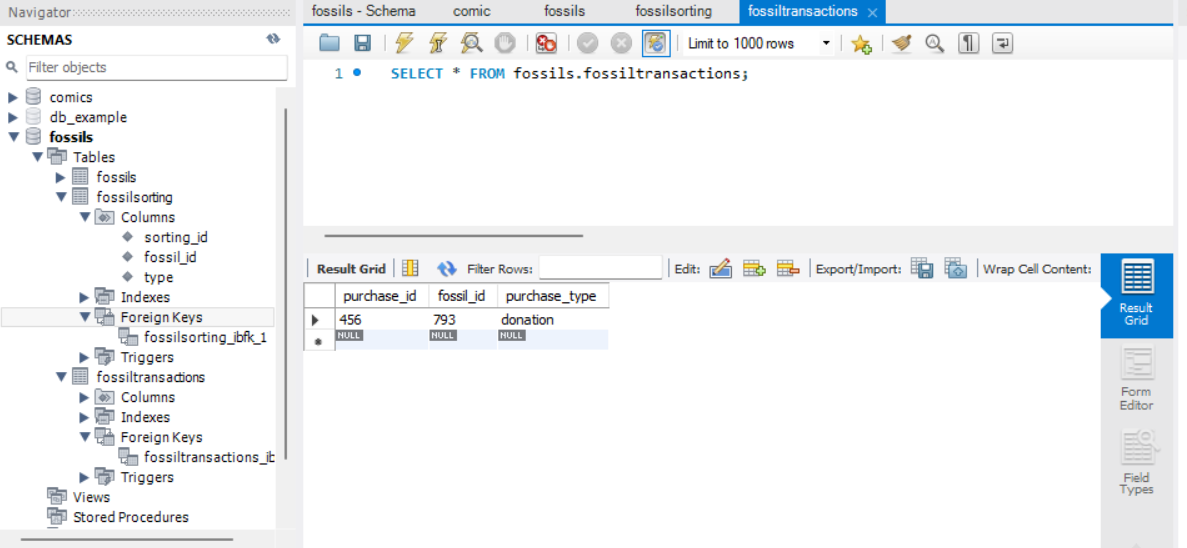 Navigator
SCHEMAS
Filter objects
comics
db_example
fossils
Tables
fossils
fossilsorting
Columns
sorting_id
fossil_id
type
Indexes
Foreign Keys
fossilsorting_ibfk_1
Triggers
fossiltransactions
Columns
Indexes
Foreign Keys
fossiltransactions_ib
Triggers
Views
Stored Procedures
fossils - Schema comic fossils fossilsorting fossiltransactions
Limit to 1000 rows
1 SELECT * FROM fossils.fossiltransactions;
Result Grid Filter Rows: Edit: Export/Import: Wrap Cell Content:
purchase_id fossil_id purchase_type
456 793 donation
NULL NULL NULL
Result
Grid
Form
Editor
Field
Types